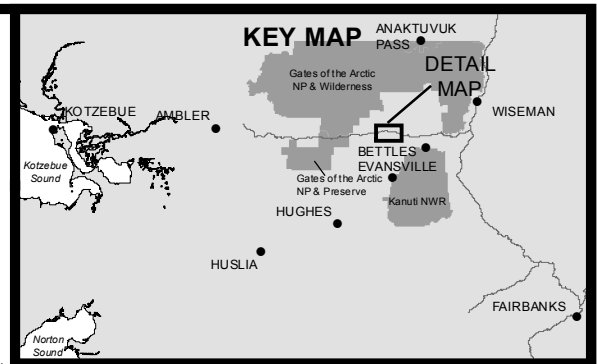 KEY MAP
ANAKTUVUK
PASS
Gates of the Arctic
NP & Wilderness
DETAIL
MAP
KOTZEBUE
AMBLER
WISEMAN
Kotzebue
Sound
BETTLES
EVANSVILLE
Gates of the Arctic
NP & Preserve
Kanuti NWR
HUGHES
HUSLIA
FAIRBANKS
Norton
Sound